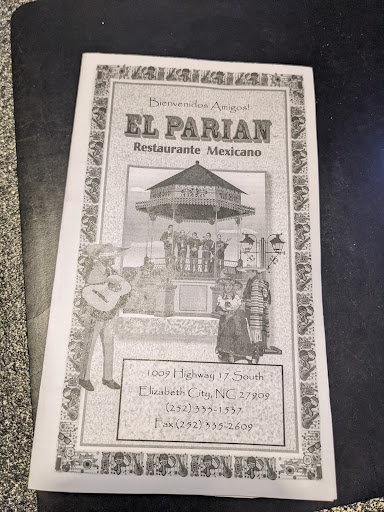 Bienvenidos Amigos!
EL PARIAN
Restaurante Mexicano
1009 Highway 17 South
Elizabeth City, NC 27909
(252) 335-1537
Fax (252) 335-2609